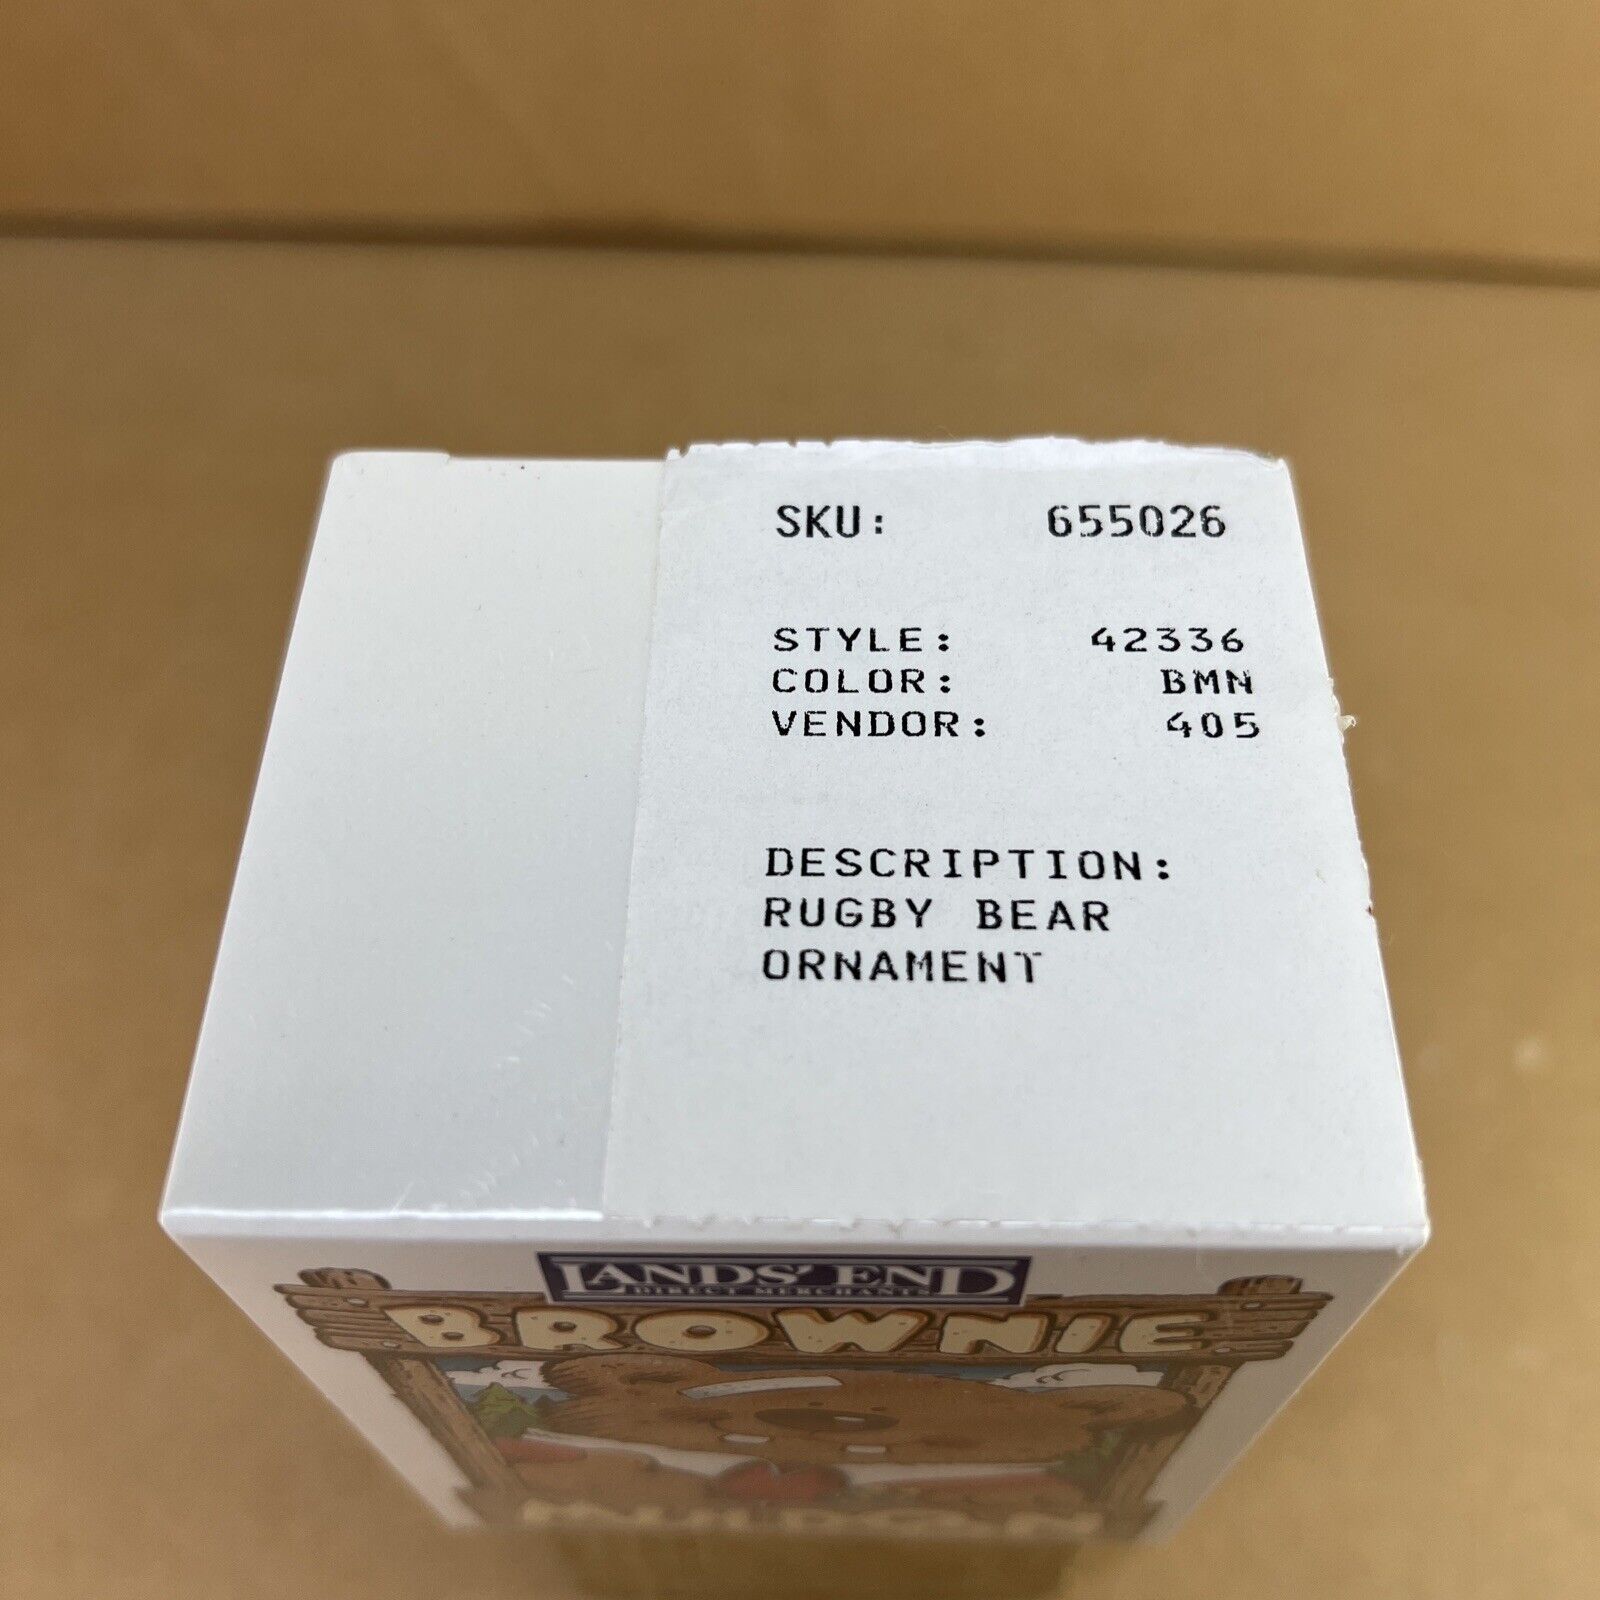 SKU: 655026
STYLE: 42336
COLOR: BMN
VENDOR: 405
DESCRIPTION:
RUGBY BEAR
ORNAMENT
LANDS' END
DIRECT MERCHANTS
BROWNIE